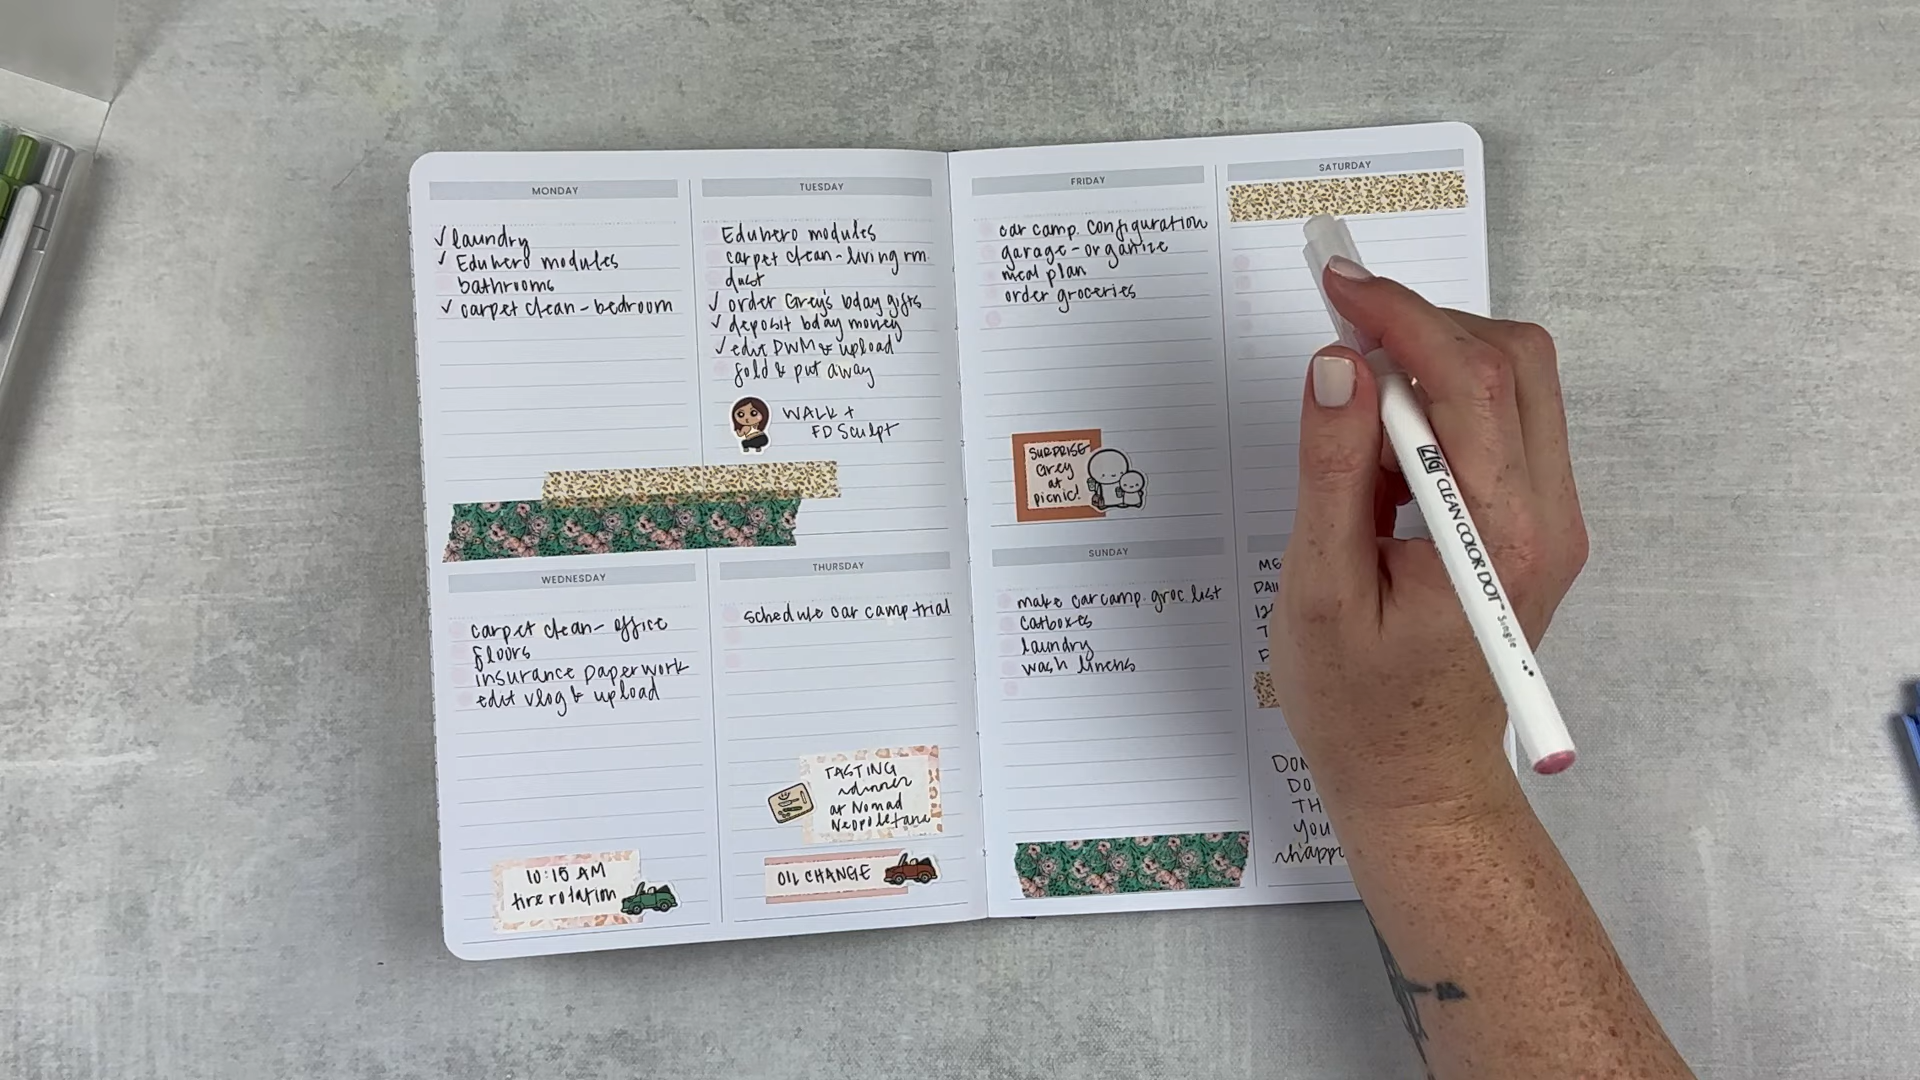 MONDAY
✓ laundry
✓ Eduhero modules
bathrooms
✓ carpet clean - bedroom
TUESDAY
Eduhero modules
carpet clean - living rm.
dust
✓ order Grey's bday gifts
✓ deposit bday money
✓ edit DWM & upload
fold & put away
WALK +
FD Sculpt
WEDNESDAY
carpet clean - office
floors
insurance paperwork
edit vlog & upload
10:15 AM
tire rotation
THURSDAY
schedule car camp trial
TASTING
dinner
at Nomad
Neopoletana
OIL CHANGE
FRIDAY
car camp. configuration
garage - organize
meal plan
order groceries
SURPRISE
Grey
at
picnic!
SATURDAY
SUNDAY
make car camp. groc. list
catboxes
laundry
wash linens
DO
TH
you
ZIG CLEAN COLOR DOT Single